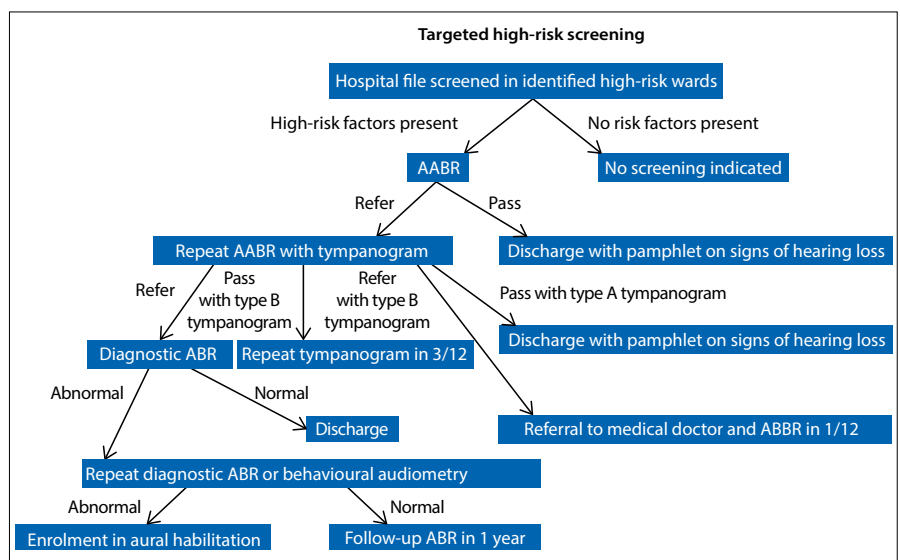 Targeted high-risk screening
Hospital file screened in identified high-risk wards
High-risk factors present
No risk factors present
AABR
No screening indicated
Refer
Pass
Repeat AABR with tympanogram
Discharge with pamphlet on signs of hearing loss
Refer
Pass
with type B
tympanogram
Refer
with type B
tympanogram
Pass with type A tympanogram
Diagnostic ABR
Repeat tympanogram in 3/12
Discharge with pamphlet on signs of hearing loss
Abnormal
Normal
Discharge
Referral to medical doctor and ABBR in 1/12
Repeat diagnostic ABR or behavioural audiometry
Abnormal
Normal
Enrolment in aural habilitation
Follow-up ABR in 1 year